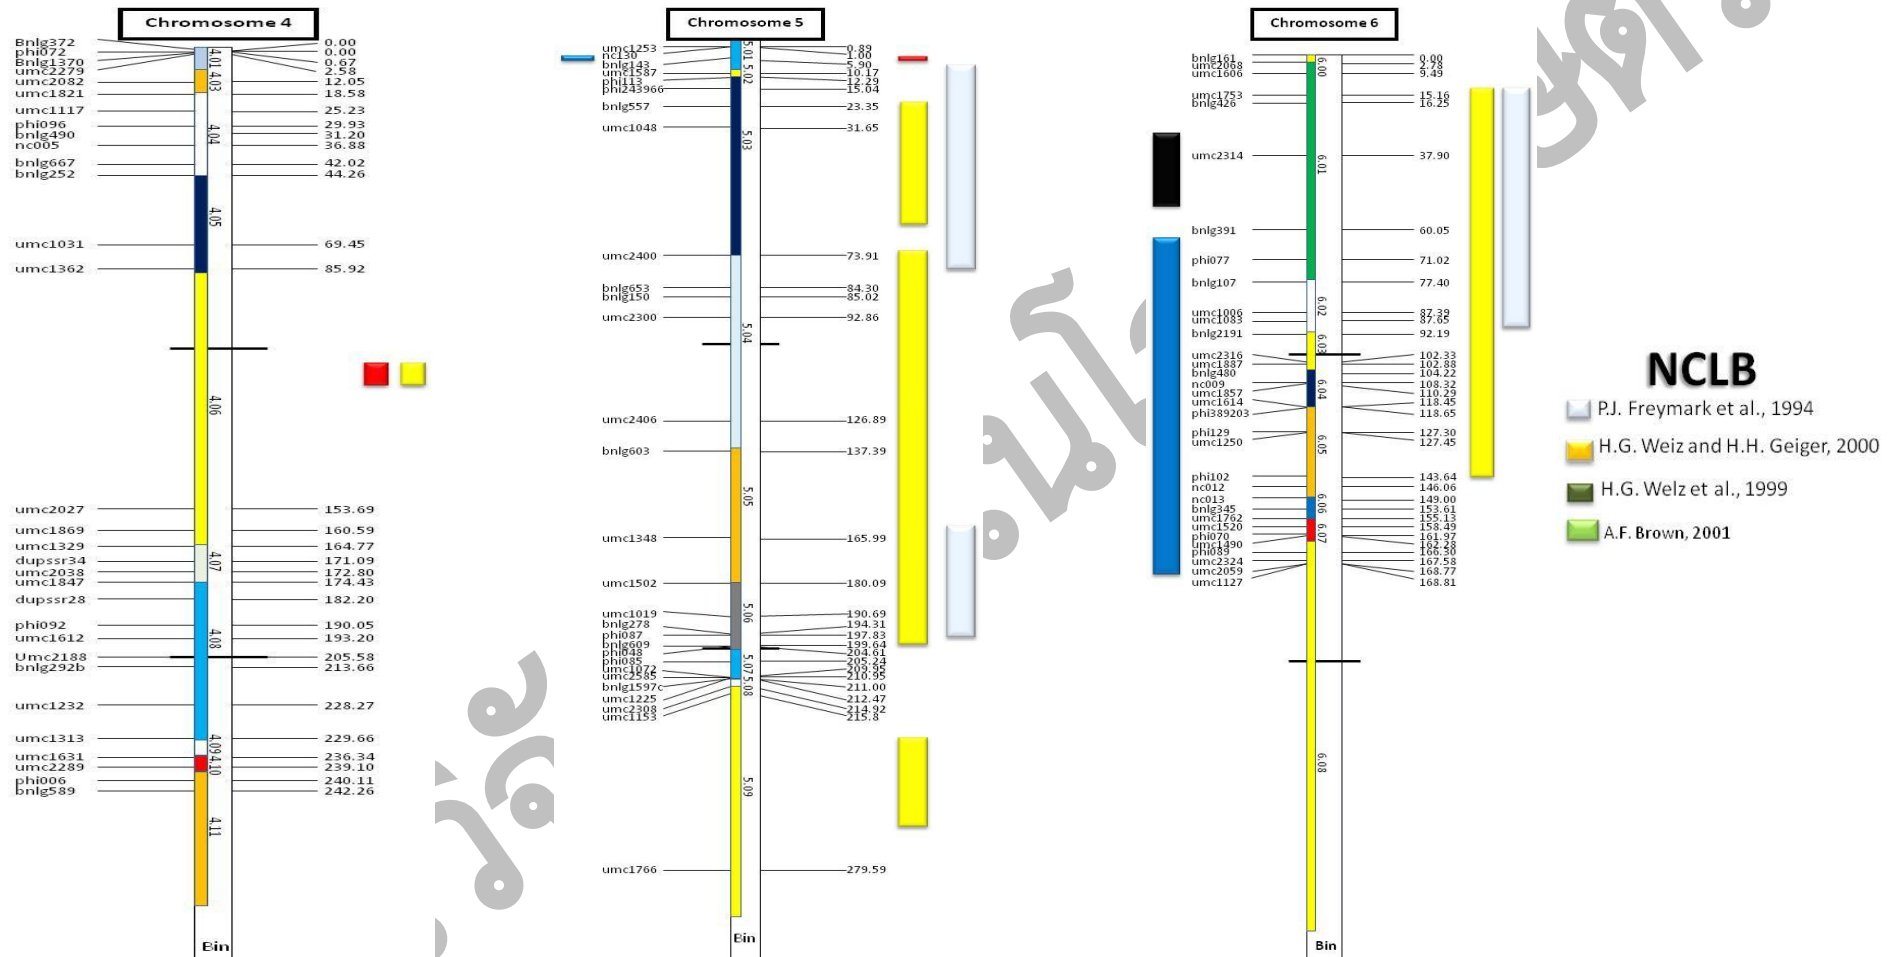 Chromosome 4
Bnlg372 0.00
phi072 0.00
Bnlg1370 0.67
umc2279 2.58
umc2082 12.05
umc1821 18.58
umc1117 25.23
phi096 29.93
bnlg490 31.20
nc005 36.88
bnlg667 42.02
bnlg252 44.26
umc1031 69.45
umc1362 85.92
umc2027 153.69
umc1869 160.59
umc1329 164.77
dupssr34 171.09
umc2038 172.80
umc1847 174.43
dupssr28 182.20
phi092 190.05
umc1612 193.20
Umc2188 205.58
bnlg292b 213.66
umc1232 228.27
umc1313 229.66
umc1631 236.34
umc2289 239.10
phi006 240.11
bnlg589 242.26
4.01
4.03
4.04
4.05
4.06
4.07
4.08
4.09
4.10
4.11
Bin
Chromosome 5
umc1253 0.89
nc130 1.00
bnlg143 5.90
umc1587 10.17
phi113 12.29
phi243966 15.04
bnlg557 23.35
umc1048 31.65
umc2400 73.91
bnlg653 84.30
bnlg150 85.02
umc2300 92.86
umc2406 126.89
bnlg603 137.39
umc1348 165.99
umc1502 180.09
umc1019 190.69
bnlg278 194.31
phi087 197.83
bnlg609 199.64
phi048 204.61
phi085 205.24
umc1072 209.95
umc2585 210.95
bnlg1597c 211.00
umc1225 212.47
umc2308 214.92
umc1153 215.8
umc1766 279.59
5.01
5.02
5.03
5.04
5.05
5.06
5.07
5.08
5.09
Bin
Chromosome 6
bnlg161 0.00
umc2068 2.78
umc1606 9.49
umc1753 15.16
bnlg426 16.25
umc2314 37.90
bnlg391 60.05
phi077 71.02
bnlg107 77.40
umc1006 87.39
umc1083 87.65
bnlg2191 92.19
umc2316 102.33
umc1887 102.88
bnlg480 104.22
nc009 108.32
umc1857 110.29
umc1614 118.45
phi389203 118.65
phi129 127.30
umc1250 127.45
phi102 143.64
nc012 146.06
nc013 149.00
bnlg345 153.61
umc1762 155.13
umc1520 158.49
phi070 161.97
umc1490 162.28
phi089 166.30
umc2324 167.58
umc2059 168.77
umc1127 168.81
6.00
6.01
6.02
6.03
6.04
6.05
6.06
6.07
6.08
Bin
NCLB
P.J. Freymark et al., 1994
H.G. Weiz and H.H. Geiger, 2000
H.G. Welz et al., 1999
A.F. Brown, 2001